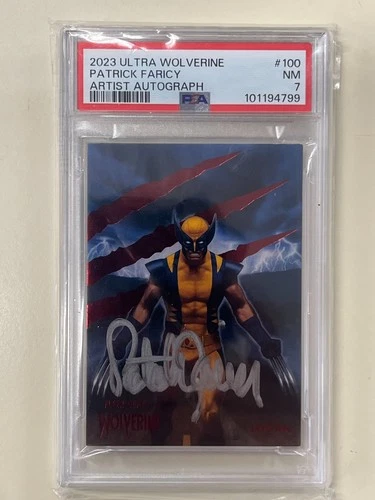 2023 ULTRA WOLVERINE #100
PATRICK FARICY NM
ARTIST AUTOGRAPH 7
PSA 101194799
WOLVERINE